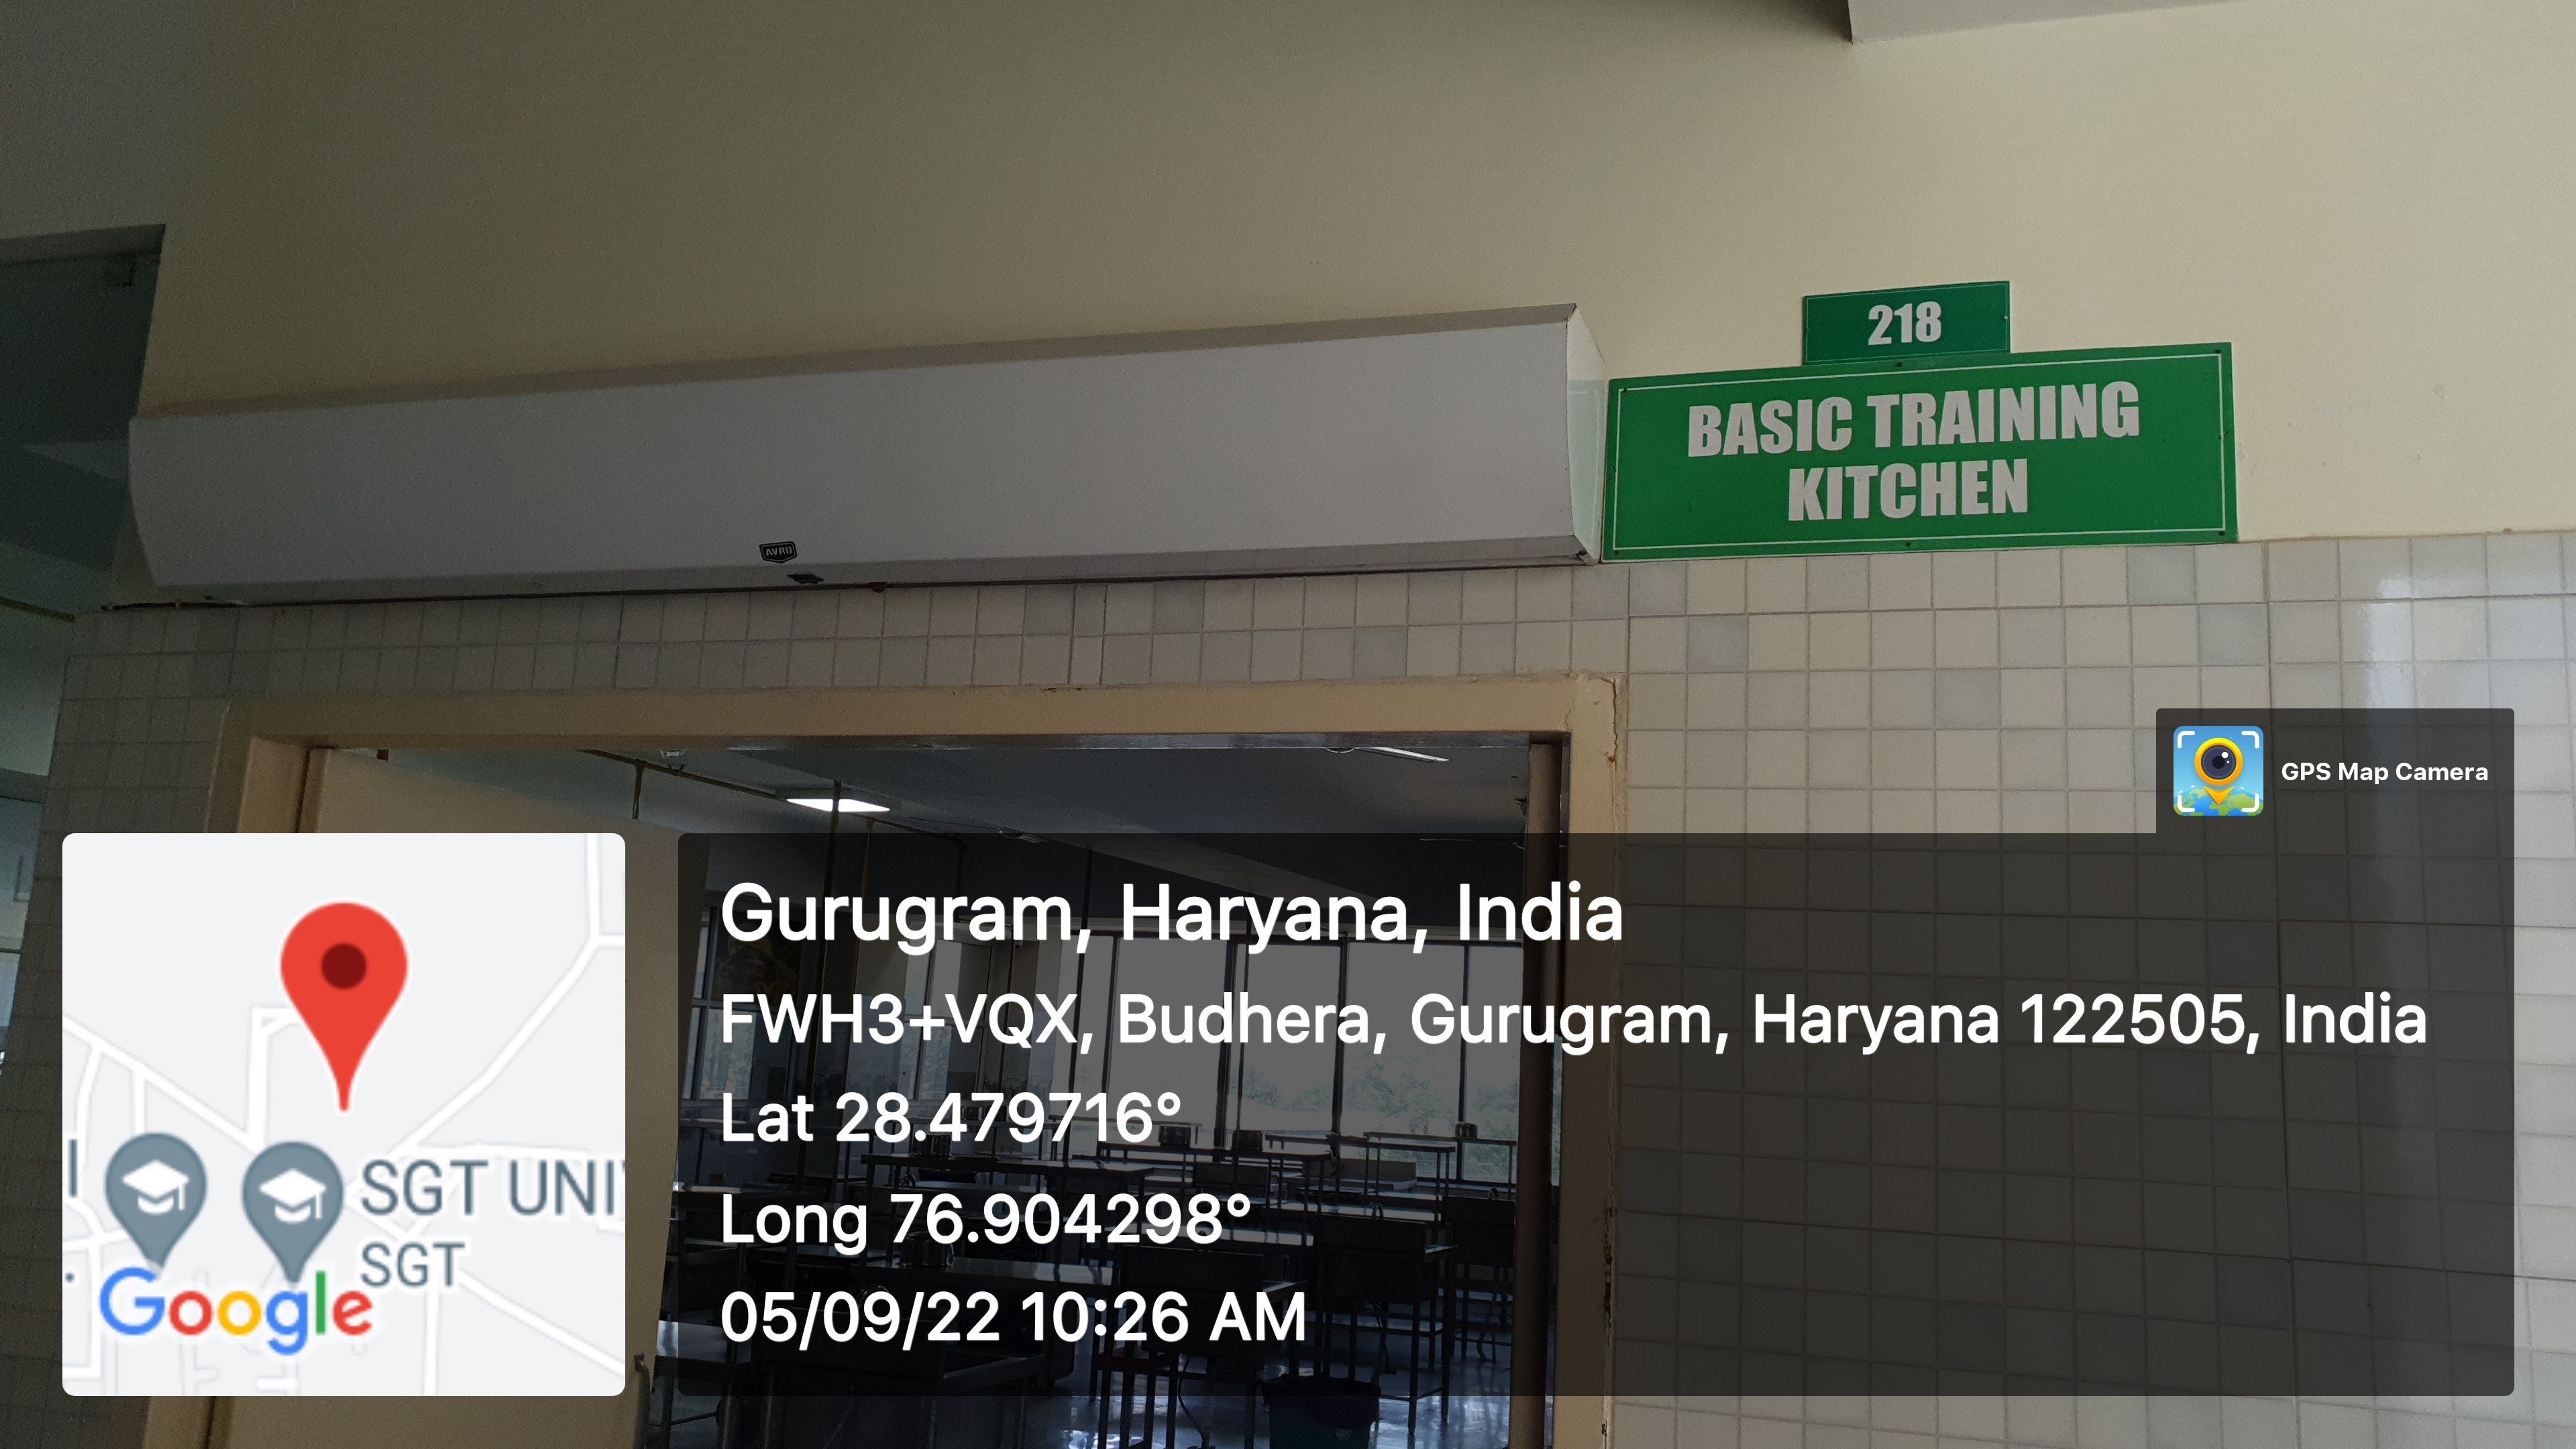 218
BASIC TRAINING
KITCHEN
AVRO
GPS Map Camera
Gurugram, Haryana, India
FWH3+VQX, Budhera, Gurugram, Haryana 122505, India
Lat 28.479716°
Long 76.904298°
05/09/22 10:26 AM
SGT UNI
SGT
Google